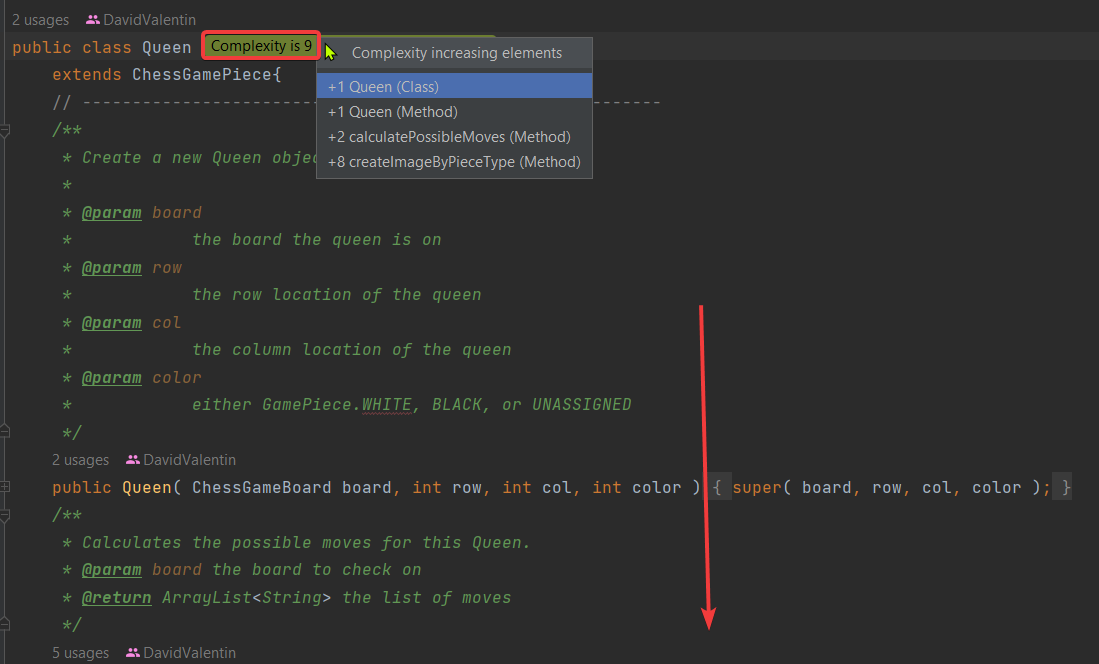 2 usages DavidValentin
public class Queen Complexity is 9
Complexity increasing elements
extends ChessGamePiece{
+1 Queen (Class)
// ----------------------- -------
+1 Queen (Method)
/**
+2 calculatePossibleMoves (Method)
* Create a new Queen objec
+8 createImageByPieceType (Method)
*
* @param board
* the board the queen is on
* @param row
* the row location of the queen
* @param col
* the column location of the queen
* @param color
* either GamePiece.WHITE, BLACK, or UNASSIGNED
*/
2 usages DavidValentin
public Queen( ChessGameBoard board, int row, int col, int color ) { super( board, row, col, color ); }
/**
* Calculates the possible moves for this Queen.
* @param board the board to check on
* @return ArrayList<String> the list of moves
*/
5 usages DavidValentin